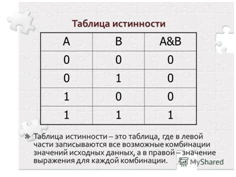 Таблица истинности
A B A&B
0 0 0
0 1 0
1 0 0
1 1 1
Таблица истинности – это таблица, где в левой
части записываются все возможные комбинации
значений исходных данных, а в правой – значение
выражения для каждой комбинации.
MyShared